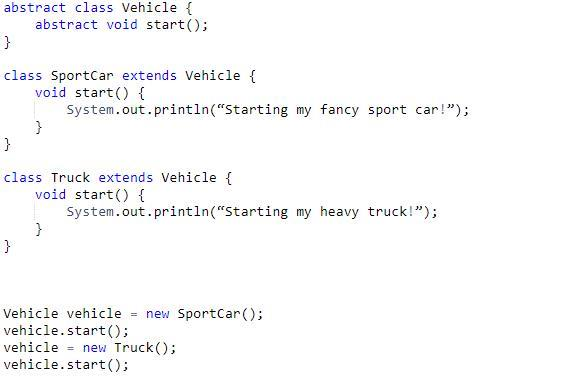 abstract class Vehicle {
    abstract void start();
}

class SportCar extends Vehicle {
    void start() {
        System.out.println(“Starting my fancy sport car!”);
    }
}

class Truck extends Vehicle {
    void start() {
        System.out.println(“Starting my heavy truck!”);
    }
}

Vehicle vehicle = new SportCar();
vehicle.start();
vehicle = new Truck();
vehicle.start();